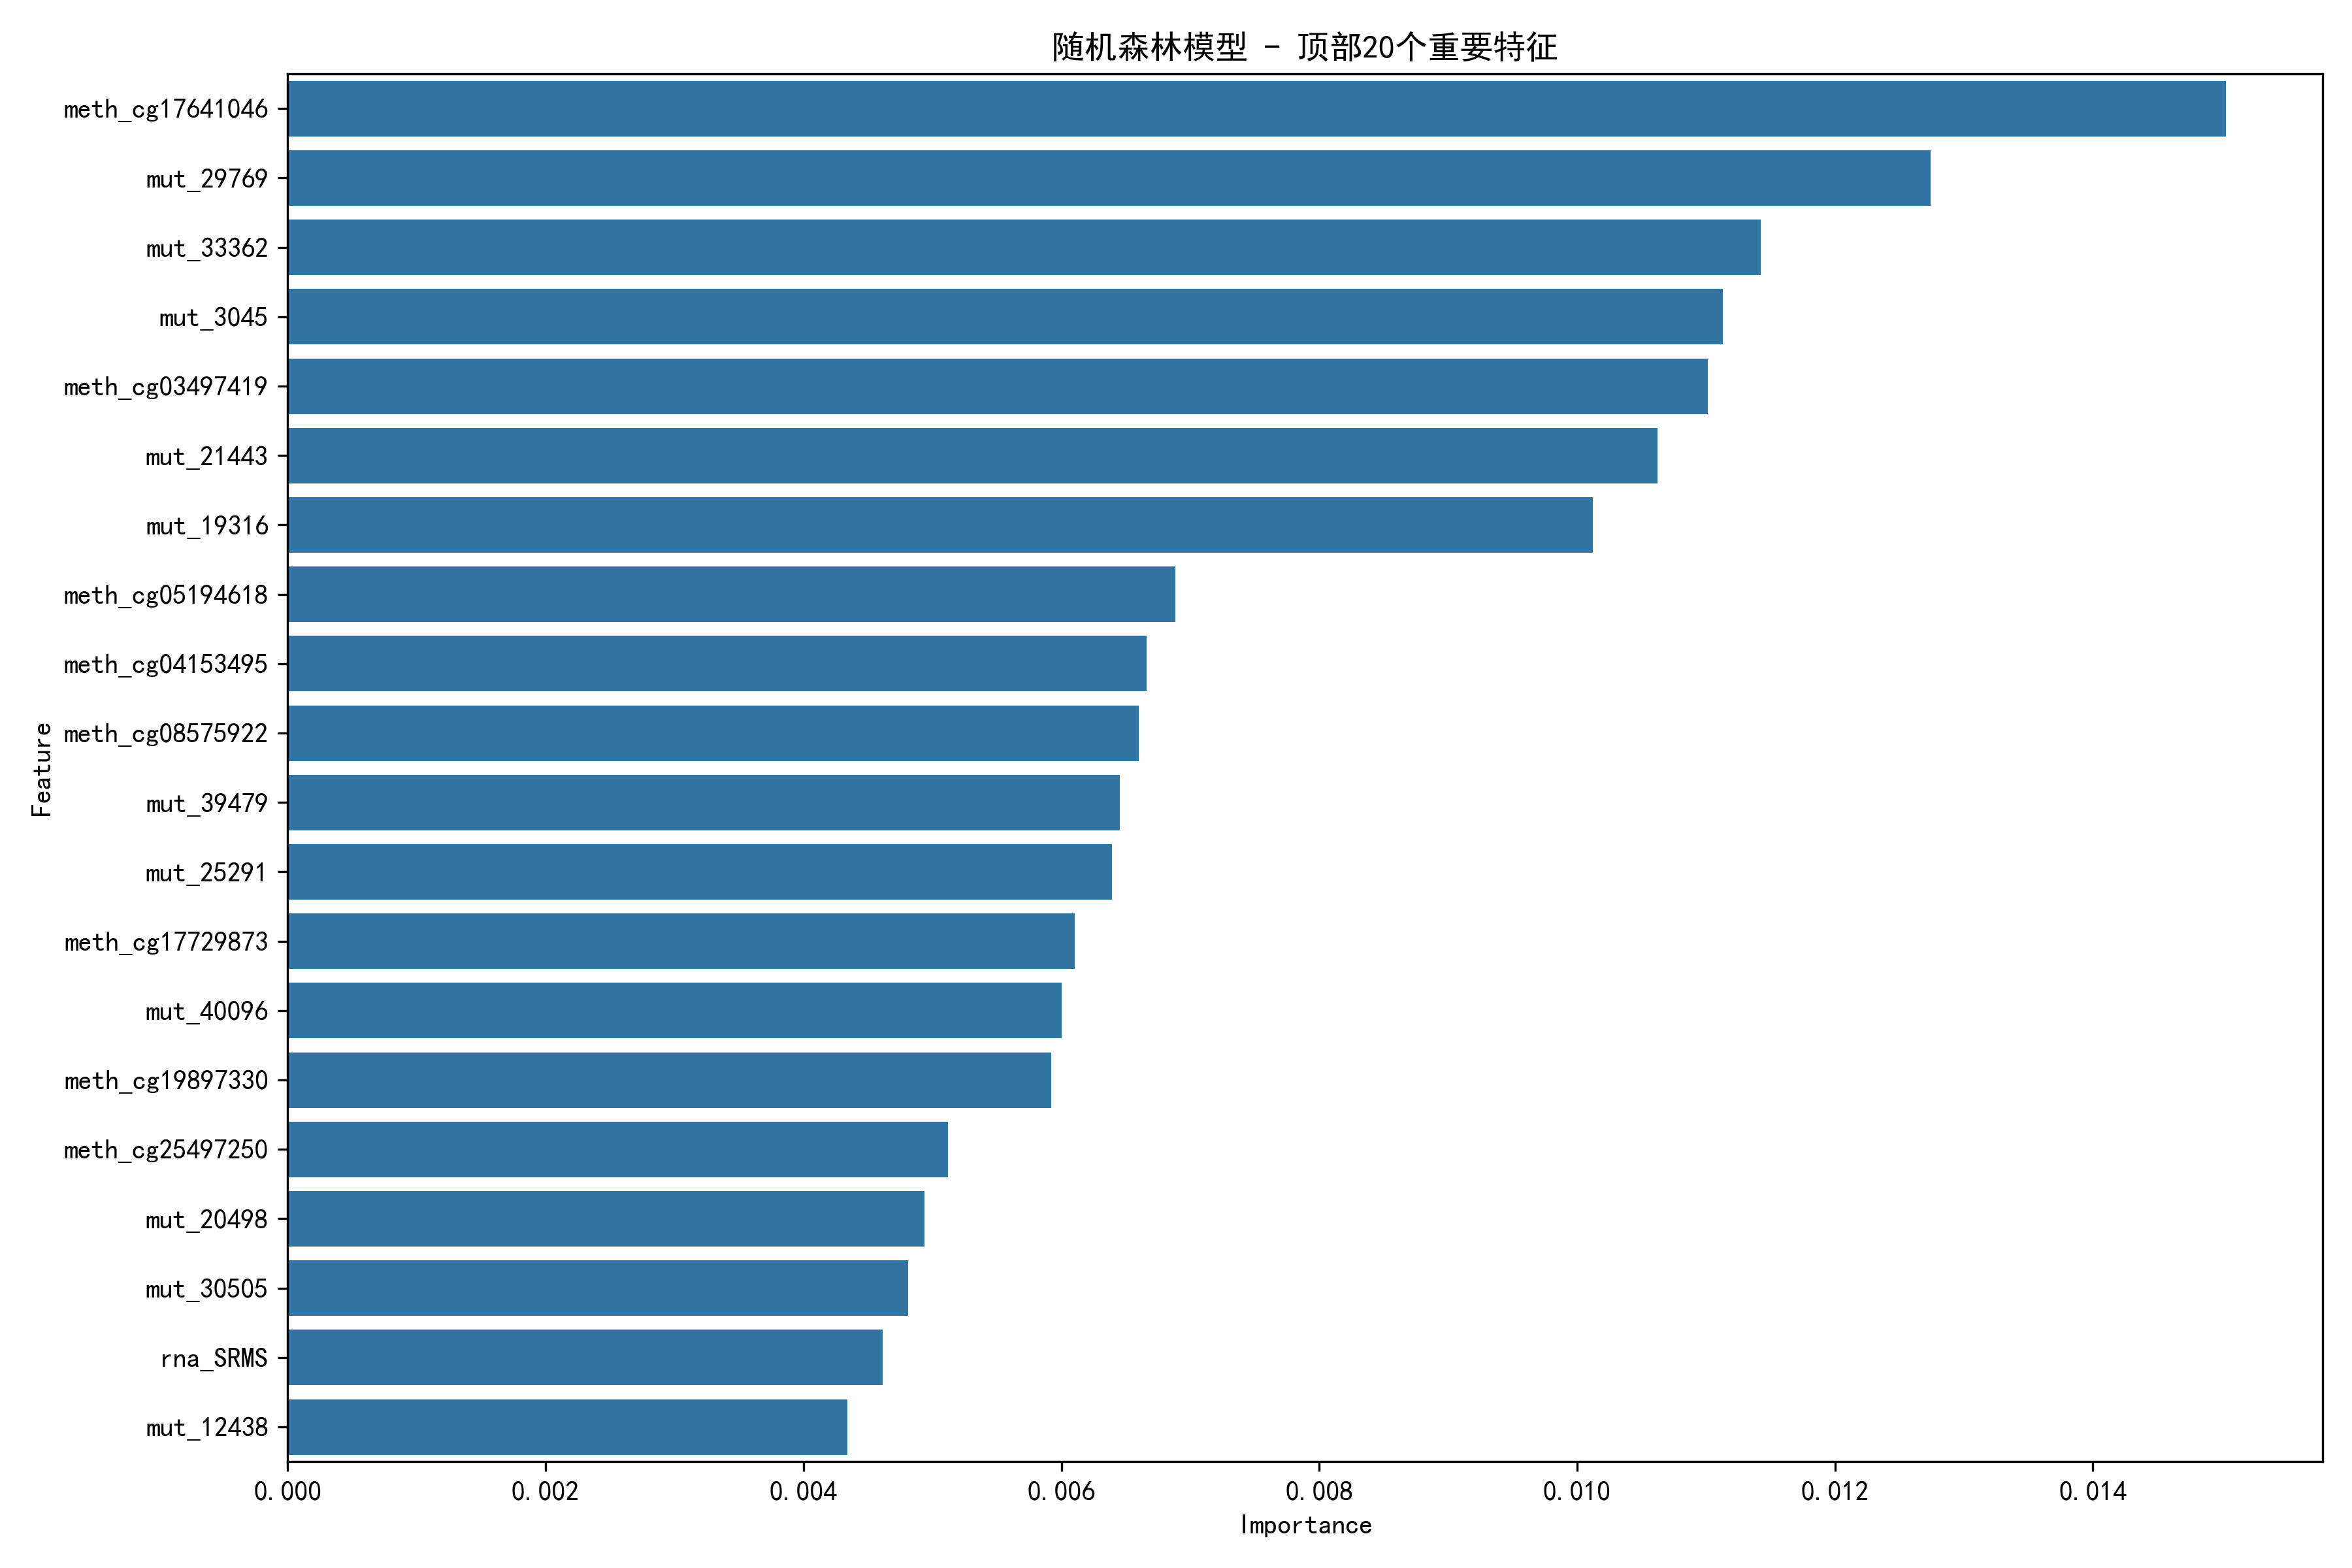 随机森林模型 - 顶部20个重要特征
meth_cg17641046
mut_29769
mut_33362
mut_3045
meth_cg03497419
mut_21443
mut_19316
meth_cg05194618
meth_cg04153495
meth_cg08575922
mut_39479
mut_25291
meth_cg17729873
mut_40096
meth_cg19897330
meth_cg25497250
mut_20498
mut_30505
rna_SRMS
mut_12438
Feature
0.000 0.002 0.004 0.006 0.008 0.010 0.012 0.014
Importance